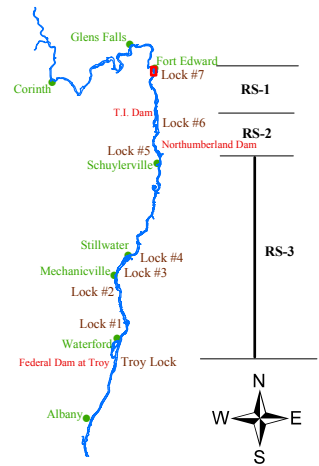 Glens Falls
Fort Edward
Lock #7
Corinth
RS-1
T.I. Dam
Lock #6
RS-2
Northumberland Dam
Lock #5
Schuylerville
Stillwater
Lock #4
RS-3
Mechanicville
Lock #3
Lock #2
Lock #1
Waterford
Federal Dam at Troy
Troy Lock
Albany
N
W
E
S